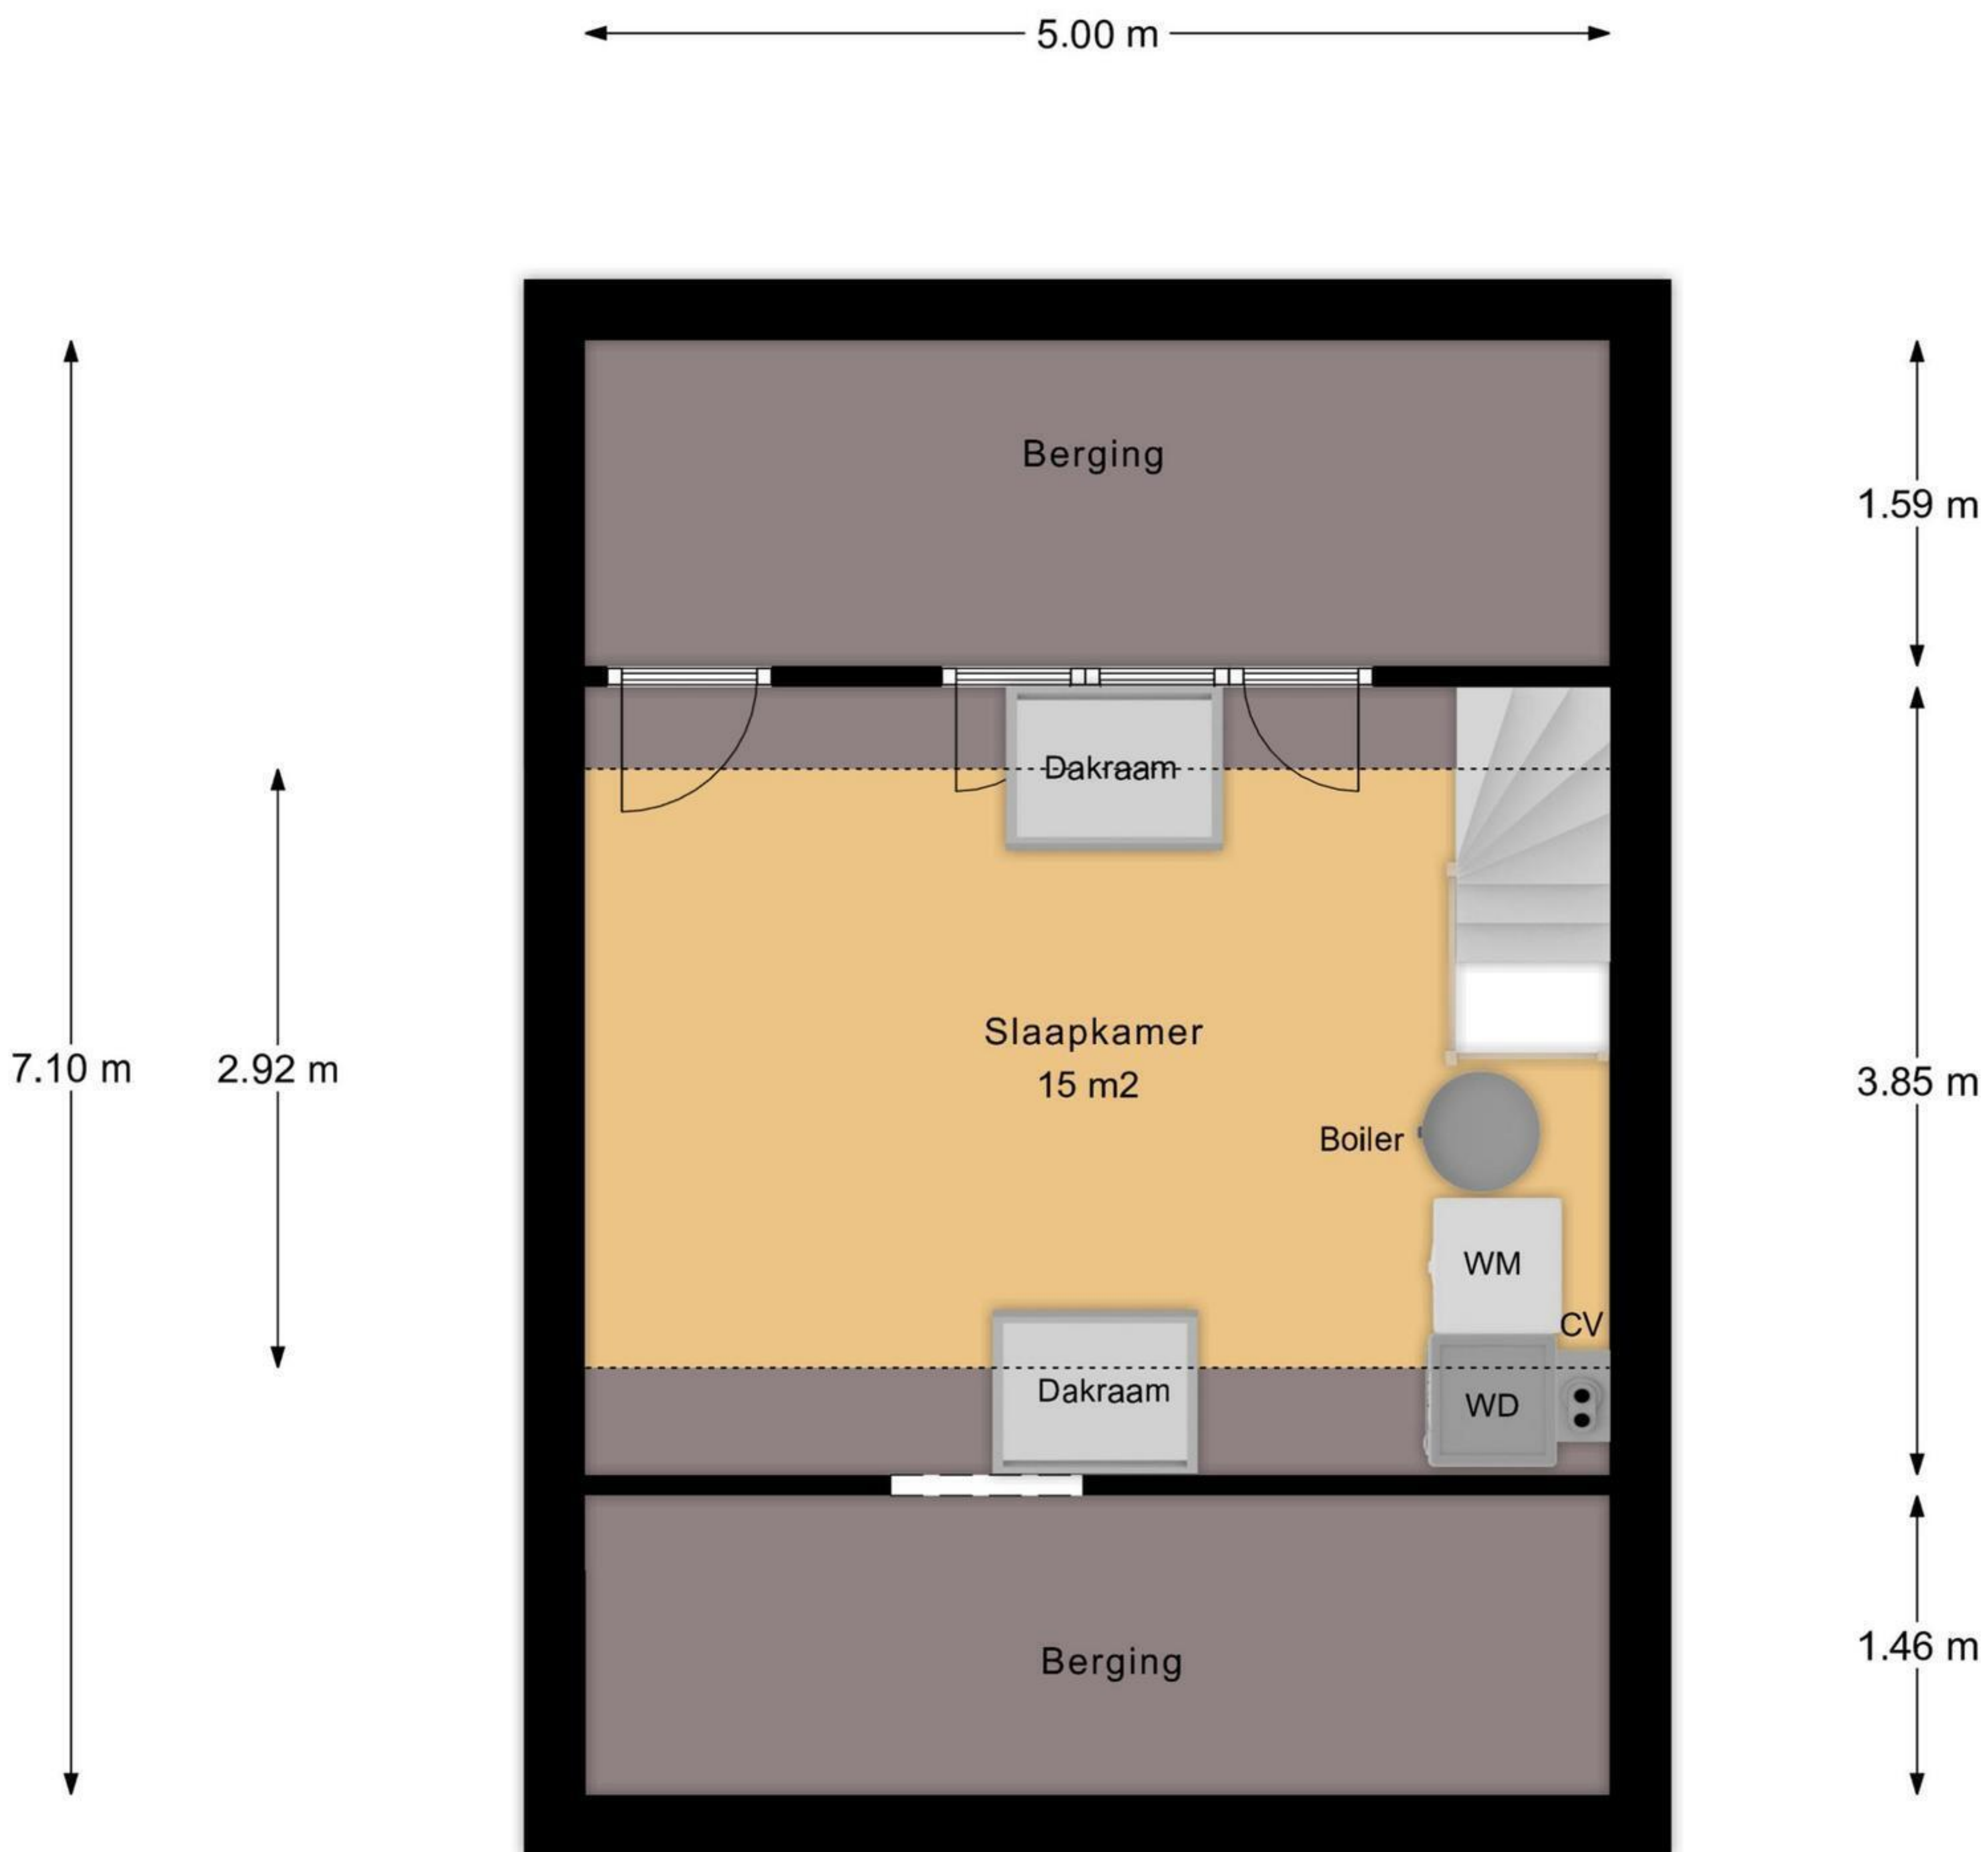 5.00 m
Berging
1.59 m
Dakraam
Slaapkamer
15 m2
7.10 m
2.92 m
3.85 m
Boiler
WM
CV
Dakraam
WD
Berging
1.46 m